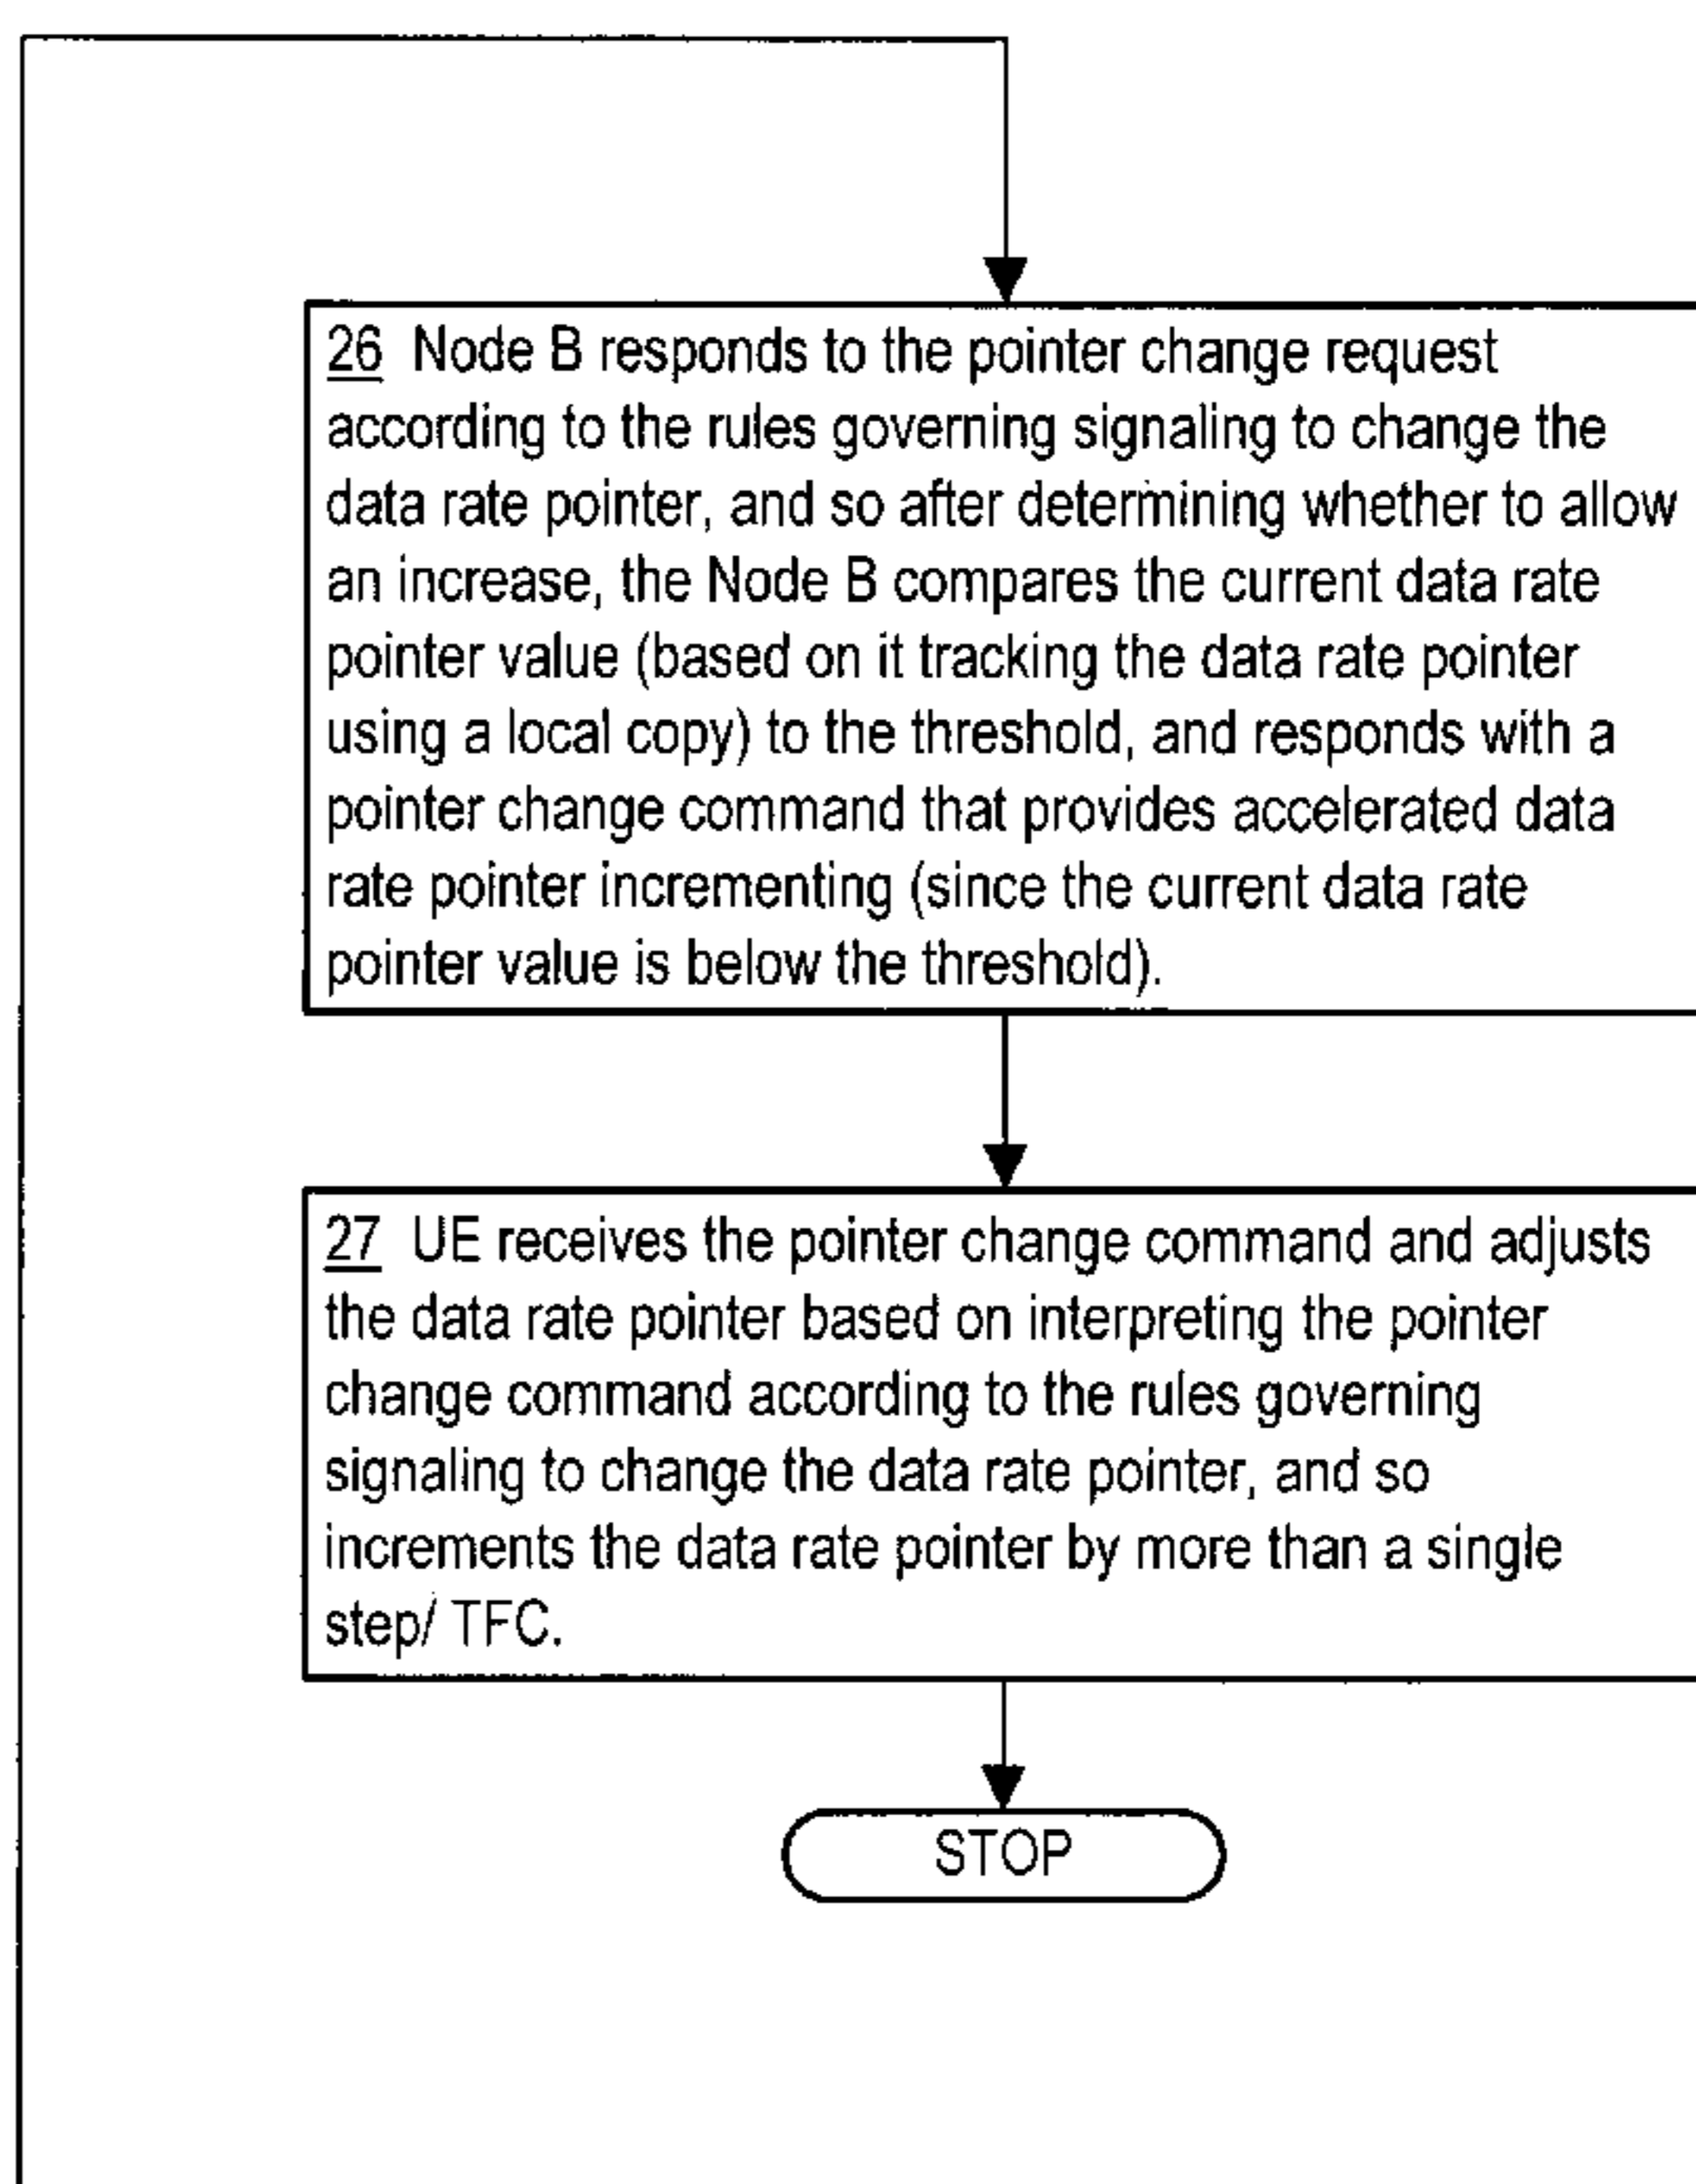 26 Node B responds to the pointer change request
according to the rules governing signaling to change the
data rate pointer, and so after determining whether to allow
an increase, the Node B compares the current data rate
pointer value (based on it tracking the data rate pointer
using a local copy) to the threshold, and responds with a
pointer change command that provides accelerated data
rate pointer incrementing (since the current data rate
pointer value is below the threshold).
27 UE receives the pointer change command and adjusts
the data rate pointer based on interpreting the pointer
change command according to the rules governing
signaling to change the data rate pointer, and so
increments the data rate pointer by more than a single
step/ TFC.
STOP